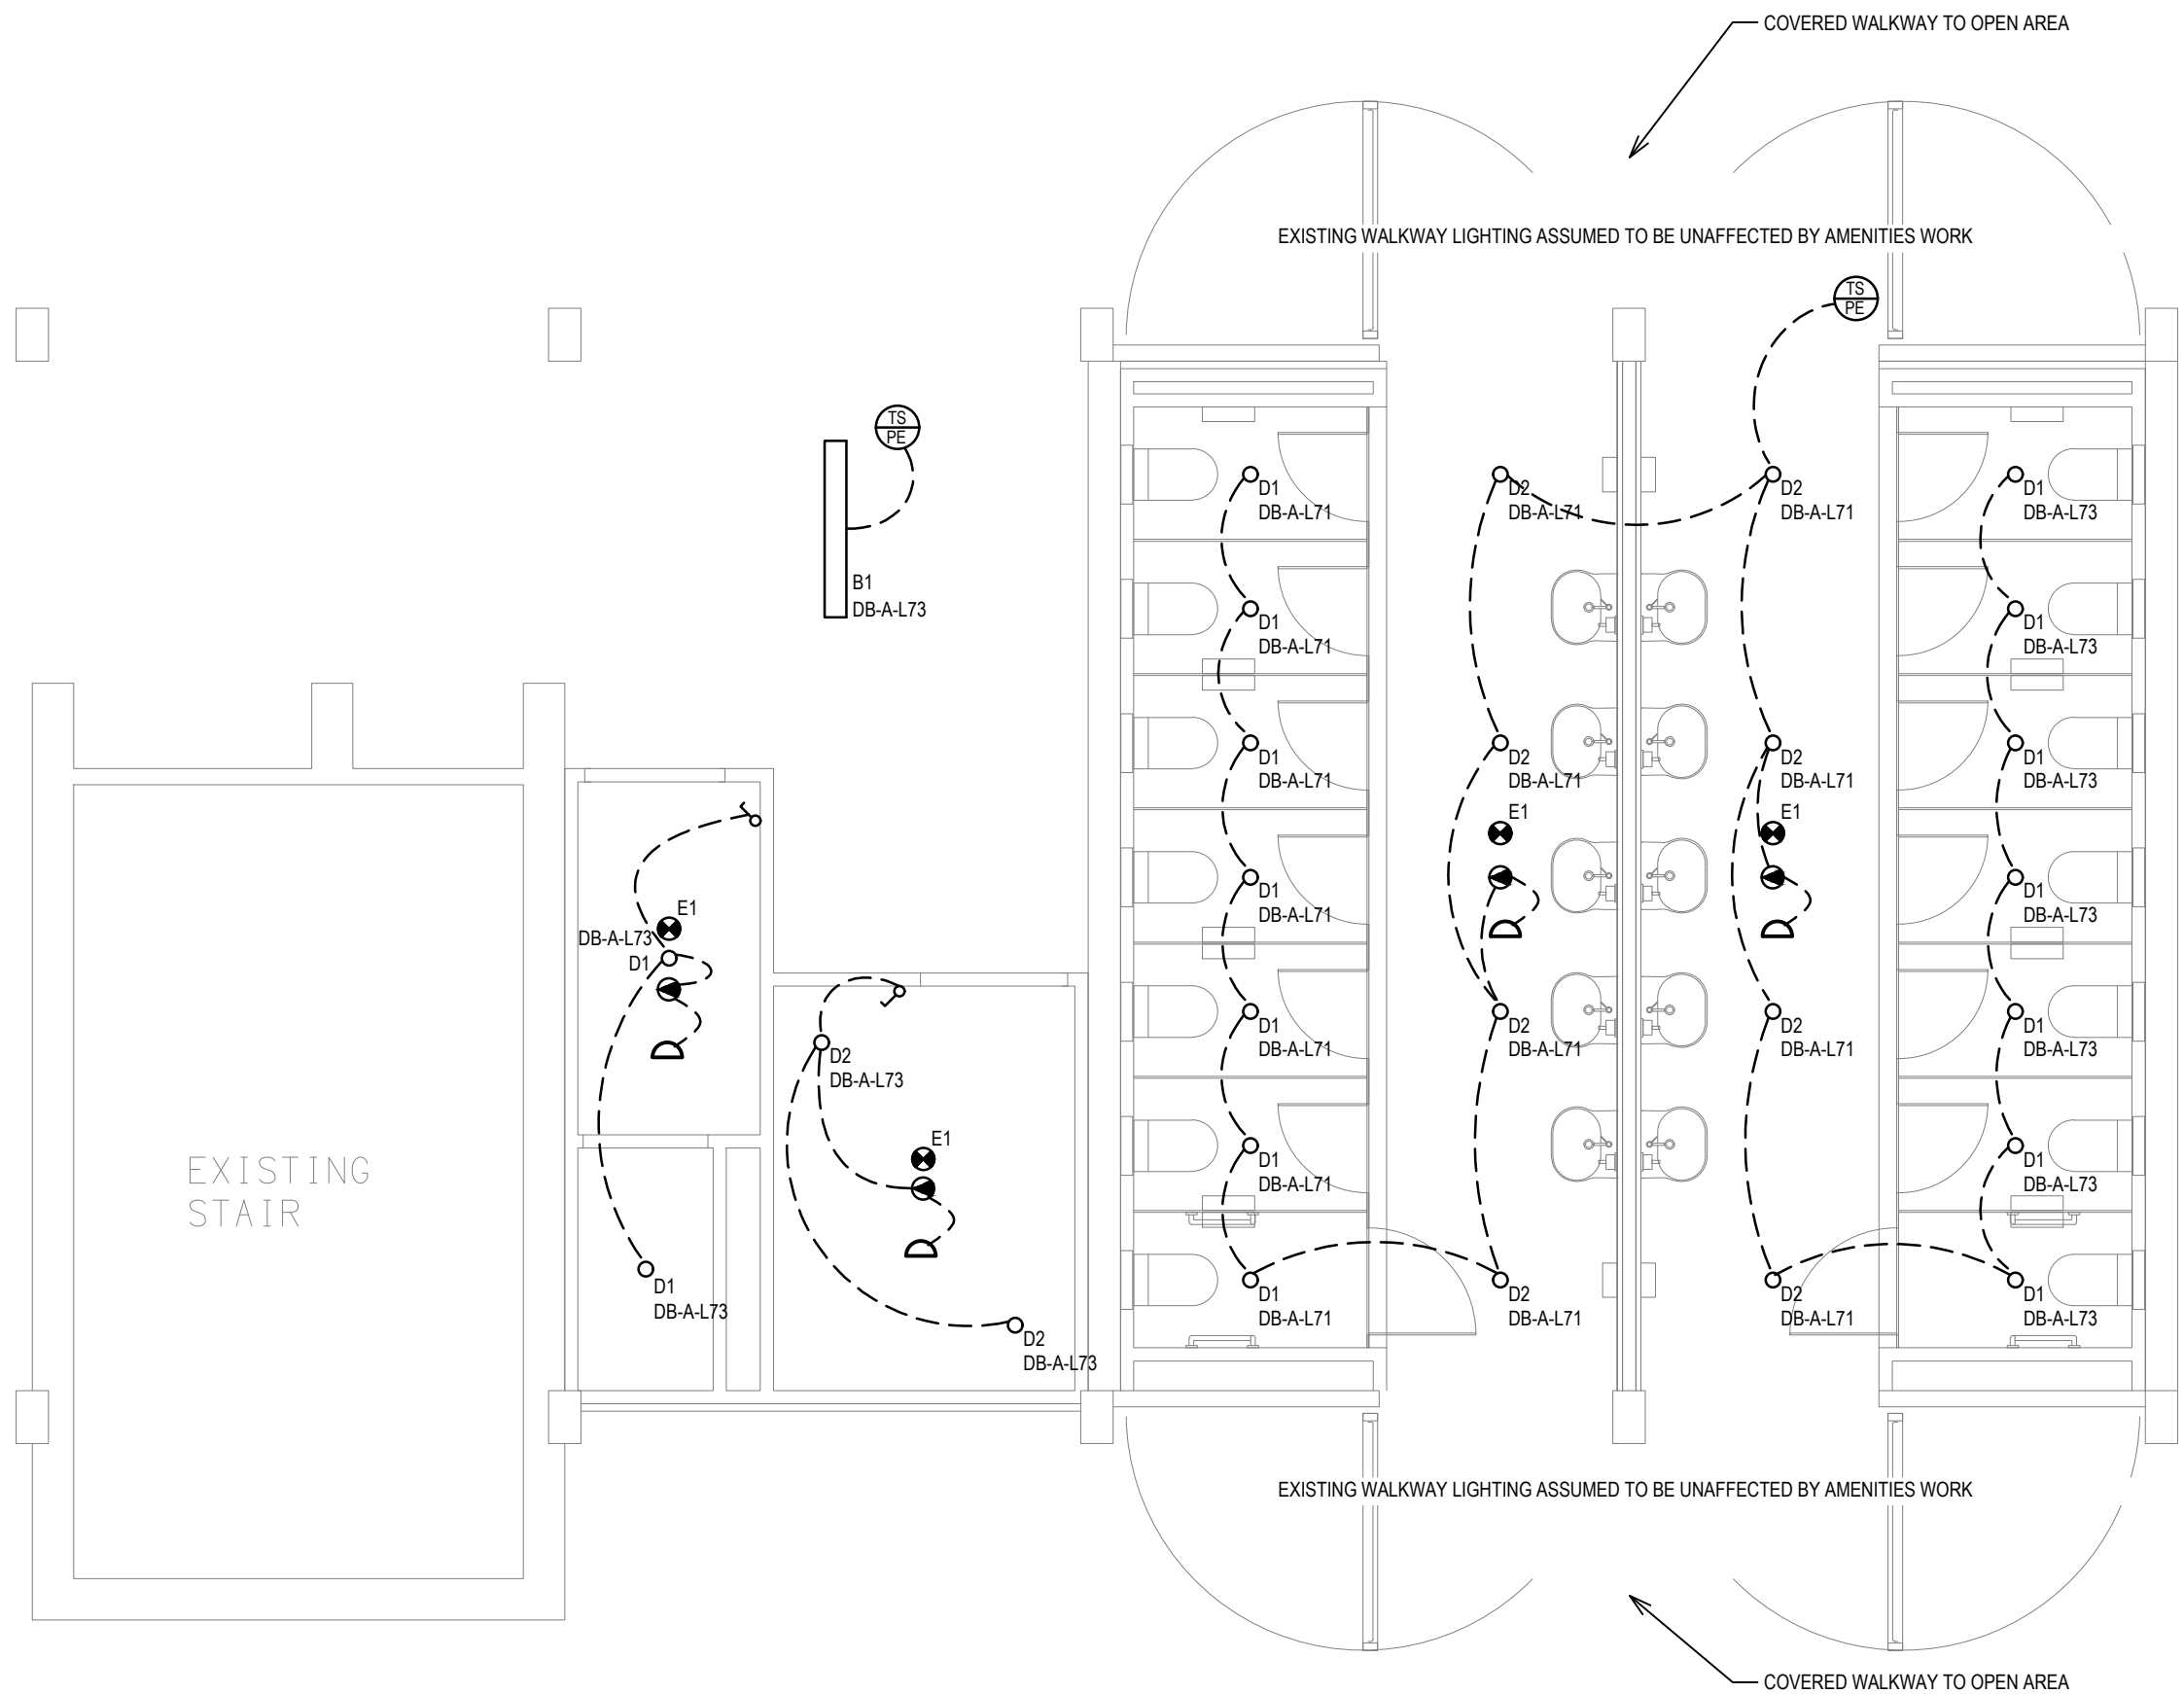 COVERED WALKWAY TO OPEN AREA
EXISTING WALKWAY LIGHTING ASSUMED TO BE UNAFFECTED BY AMENITIES WORK
TS
PE
TS
PE
B1
DB-A-L73
D1
DB-A-L71
D2
DB-A-L71
D2
DB-A-L71
D1
DB-A-L73
D1
DB-A-L71
D1
DB-A-L73
D1
DB-A-L71
D2
DB-A-L71
D2
DB-A-L71
D1
DB-A-L73
E1
E1
D1
DB-A-L71
D1
DB-A-L73
E1
DB-A-L73
D1
D1
DB-A-L71
D2
DB-A-L71
D2
DB-A-L71
D1
DB-A-L73
D2
DB-A-L73
E1
D1
DB-A-L71
D1
DB-A-L73
EXISTING
STAIR
D1
DB-A-L73
D1
DB-A-L71
D2
DB-A-L71
D2
DB-A-L71
D1
DB-A-L73
D2
DB-A-L73
EXISTING WALKWAY LIGHTING ASSUMED TO BE UNAFFECTED BY AMENITIES WORK
COVERED WALKWAY TO OPEN AREA